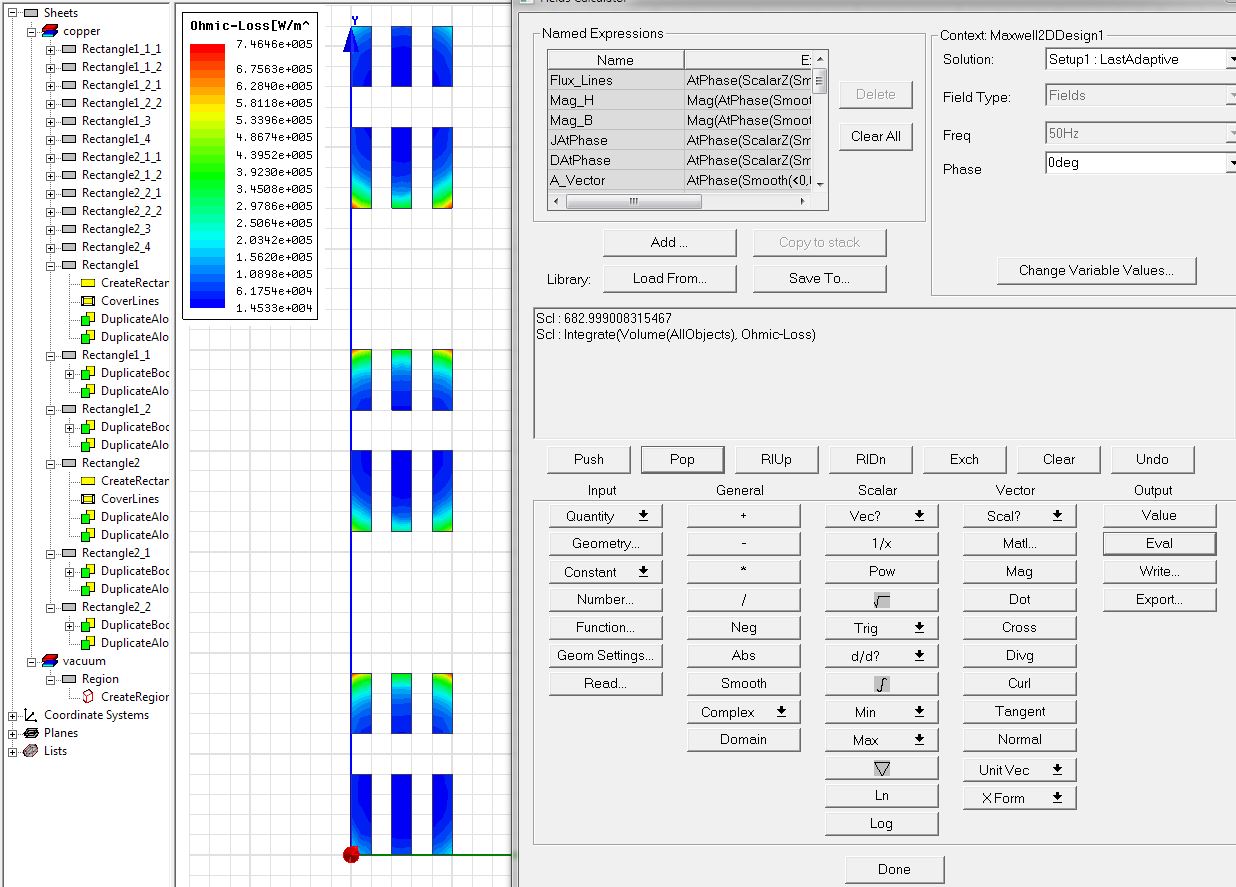 Sheets
copper
Rectangle1_1_1
Rectangle1_1_2
Rectangle1_2_1
Rectangle1_2_2
Rectangle1_3
Rectangle1_4
Rectangle2_1_1
Rectangle2_1_2
Rectangle2_2_1
Rectangle2_2_2
Rectangle2_3
Rectangle2_4
Rectangle1
CreateRectan
CoverLines
DuplicateAlo
DuplicateAlo
Rectangle1_1
DuplicateBod
DuplicateAlo
Rectangle1_2
DuplicateBod
DuplicateAlo
Rectangle2
CreateRectan
CoverLines
DuplicateAlo
DuplicateAlo
Rectangle2_1
DuplicateBod
DuplicateAlo
Rectangle2_2
DuplicateBod
DuplicateAlo
vacuum
Region
CreateRegion
Coordinate Systems
Planes
Lists
Ohmic-Loss[W/m^
7.4646e+005
6.7563e+005
6.2840e+005
5.8118e+005
5.3396e+005
4.8674e+005
4.3952e+005
3.9230e+005
3.4508e+005
2.9786e+005
2.5064e+005
2.0342e+005
1.5620e+005
1.0898e+005
6.1754e+004
1.4533e+004
Y
Fields Calculator
Named Expressions
Name E
Flux_Lines AtPhase(ScalarZ(Sm
Mag_H Mag(AtPhase(Smoot
Mag_B Mag(AtPhase(Smoot
JAtPhase AtPhase(ScalarZ(Sm
DAtPhase AtPhase(ScalarZ(Sm
A_Vector AtPhase(Smooth(<0,
Delete
Clear All
Add ...
Copy to stack
Library:
Load From...
Save To...
Context: Maxwell2DDesign1
Solution: Setup1 : LastAdaptive
Field Type: Fields
Freq 50Hz
Phase 0deg
Change Variable Values...
Scl : 682.999008315467
Scl : Integrate(Volume(AllObjects), Ohmic-Loss)
Push Pop RlUp RlDn Exch Clear Undo
Input General Scalar Vector Output
Quantity + Vec? Scal? Value
Geometry... - 1/x Matl... Eval
Constant * Pow Mag Write...
Number... / √ Dot Export...
Function... Neg Trig Cross
Geom Settings... Abs d/d? Divg
Read... Smooth ∫ Curl
Complex Min Tangent
Domain Max Normal
▽ Unit Vec
Ln X Form
Log
Done